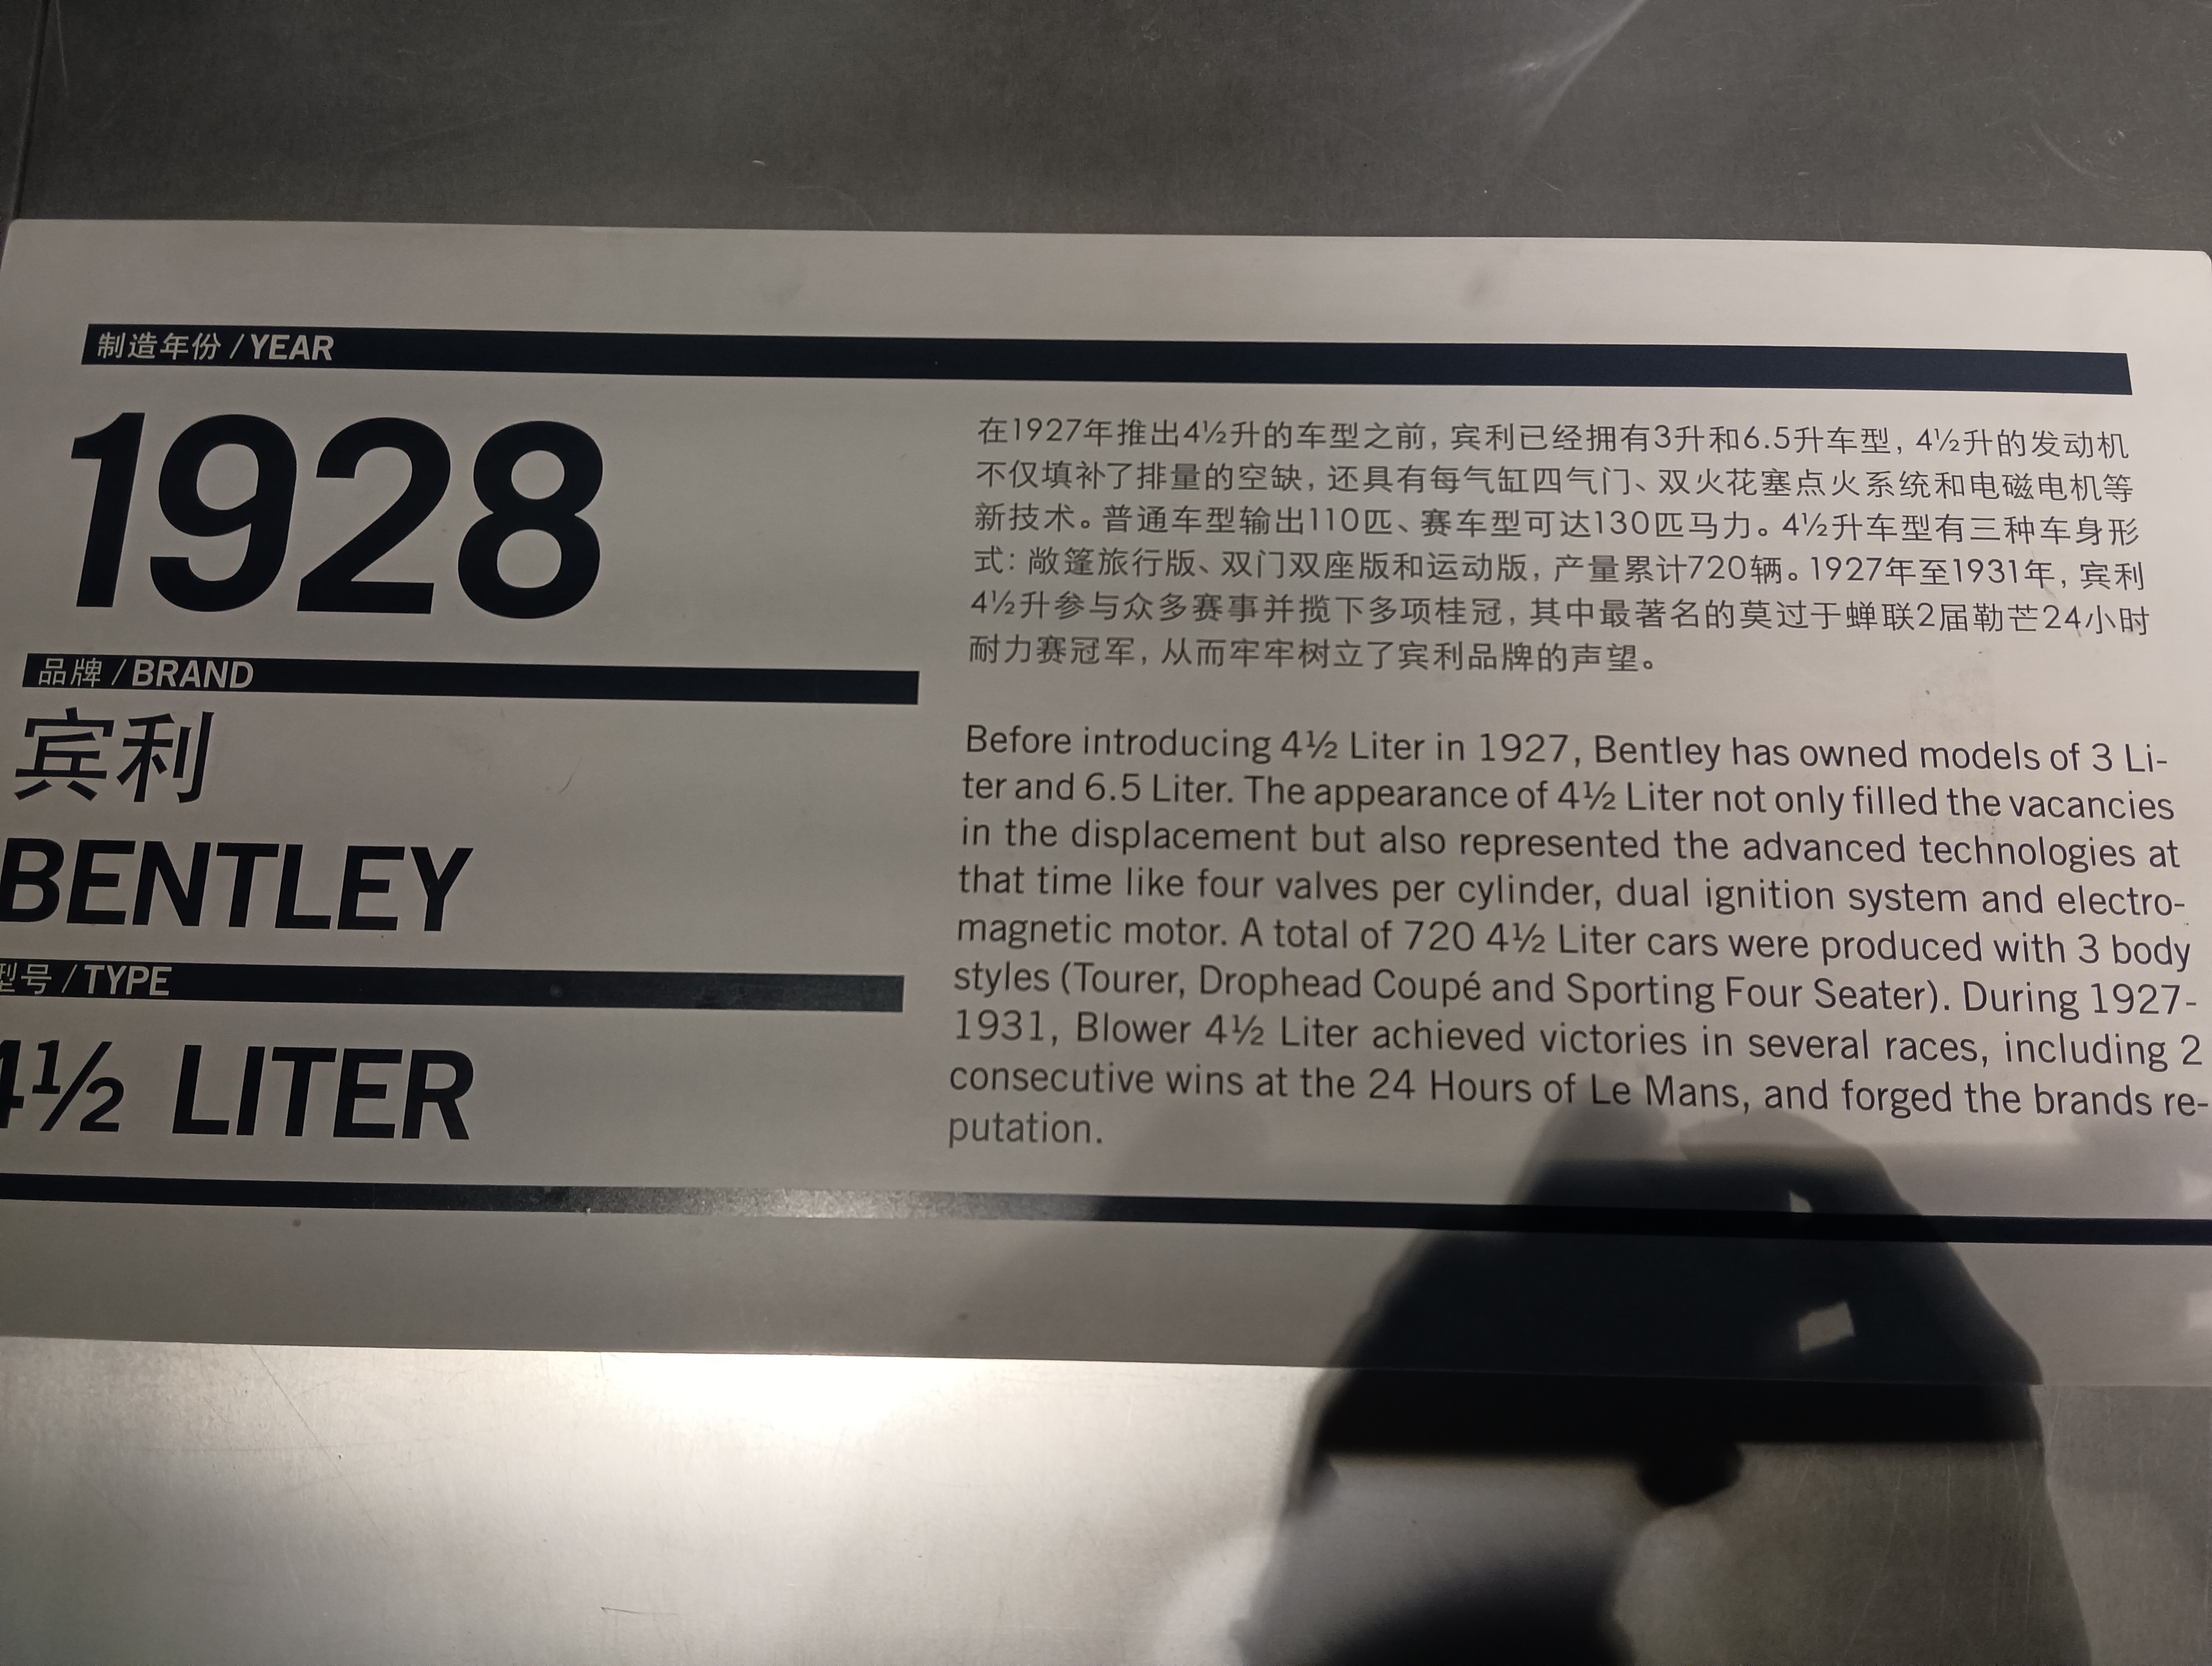 制造年份 / YEAR
1928
品牌 / BRAND
宾利
BENTLEY
型号 / TYPE
4½ LITER
在1927年推出4½升的车型之前，宾利已经拥有3升和6.5升车型，4½升的发动机
不仅填补了排量的空缺，还具有每气缸四气门、双火花塞点火系统和电磁电机等
新技术。普通车型输出110匹、赛车型可达130匹马力。4½升车型有三种车身形
式：敞篷旅行版、双门双座版和运动版，产量累计720辆。1927年至1931年，宾利
4½升参与众多赛事并揽下多项桂冠，其中最著名的莫过于蝉联2届勒芒24小时
耐力赛冠军，从而牢牢树立了宾利品牌的声望。
Before introducing 4½ Liter in 1927, Bentley has owned models of 3 Li-
ter and 6.5 Liter. The appearance of 4½ Liter not only filled the vacancies
in the displacement but also represented the advanced technologies at
that time like four valves per cylinder, dual ignition system and electro-
magnetic motor. A total of 720 4½ Liter cars were produced with 3 body
styles (Tourer, Drophead Coupé and Sporting Four Seater). During 1927-
1931, Blower 4½ Liter achieved victories in several races, including 2
consecutive wins at the 24 Hours of Le Mans, and forged the brands re-
putation.